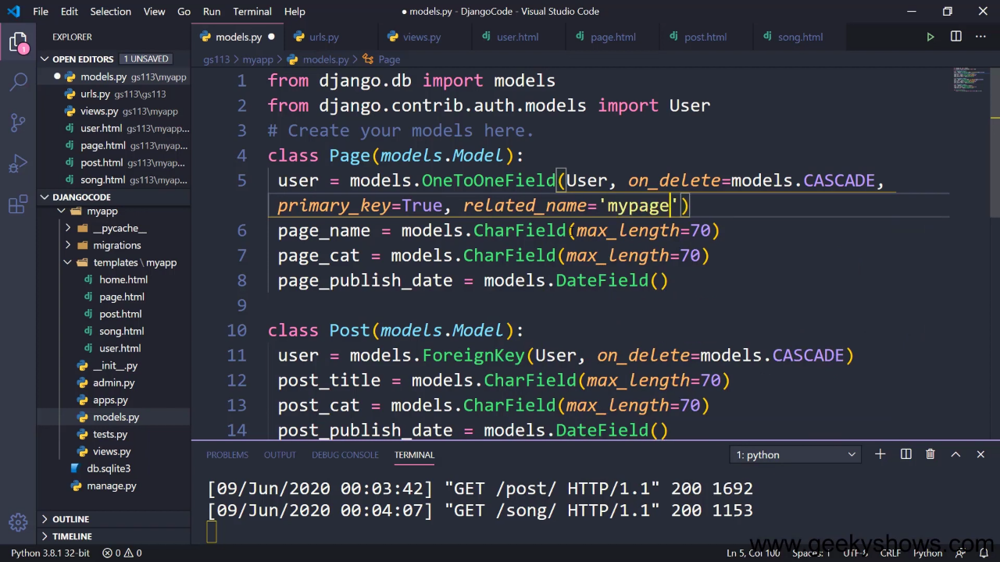 File Edit Selection View Go Run Terminal Help ● models.py - DjangoCode - Visual Studio Code
EXPLORER
models.py ●
urls.py
views.py
user.html
page.html
post.html
song.html
OPEN EDITORS 1 UNSAVED
gs113 > myapp > models.py > Page
models.py gs113\myapp
urls.py gs113\gs113
views.py gs113\myapp
user.html gs113\myapp...
page.html gs113\myapp...
post.html gs113\myapp...
song.html gs113\myapp...
DJANGOCODE
myapp
__pycache__
migrations
templates \ myapp
home.html
page.html
post.html
song.html
user.html
__init__.py
admin.py
apps.py
models.py
tests.py
views.py
db.sqlite3
manage.py
OUTLINE
TIMELINE
1 from django.db import models
2 from django.contrib.auth.models import User
3 # Create your models here.
4 class Page(models.Model):
5 user = models.OneToOneField(User, on_delete=models.CASCADE,
primary_key=True, related_name='mypage')
6 page_name = models.CharField(max_length=70)
7 page_cat = models.CharField(max_length=70)
8 page_publish_date = models.DateField()
9
10 class Post(models.Model):
11 user = models.ForeignKey(User, on_delete=models.CASCADE)
12 post_title = models.CharField(max_length=70)
13 post_cat = models.CharField(max_length=70)
14 post_publish_date = models.DateField()
PROBLEMS OUTPUT DEBUG CONSOLE TERMINAL 1: python
[09/Jun/2020 00:03:42] "GET /post/ HTTP/1.1" 200 1692
[09/Jun/2020 00:04:07] "GET /song/ HTTP/1.1" 200 1153
www.geekyshows.com
Python 3.8.1 32-bit 0 0 Ln 5, Col 100 Spaces: 1 UTF-8 CRLF Python